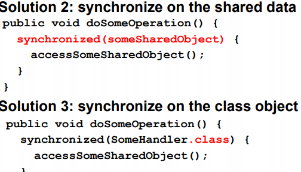 Solution 2: synchronize on the shared data
public void doSomeOperation() {
synchronized(someSharedObject) {
accessSomeSharedObject();
}
}
Solution 3: synchronize on the class object
public void doSomeOperation() {
synchronized(SomeHandler.class) {
accessSomeSharedObject();
}